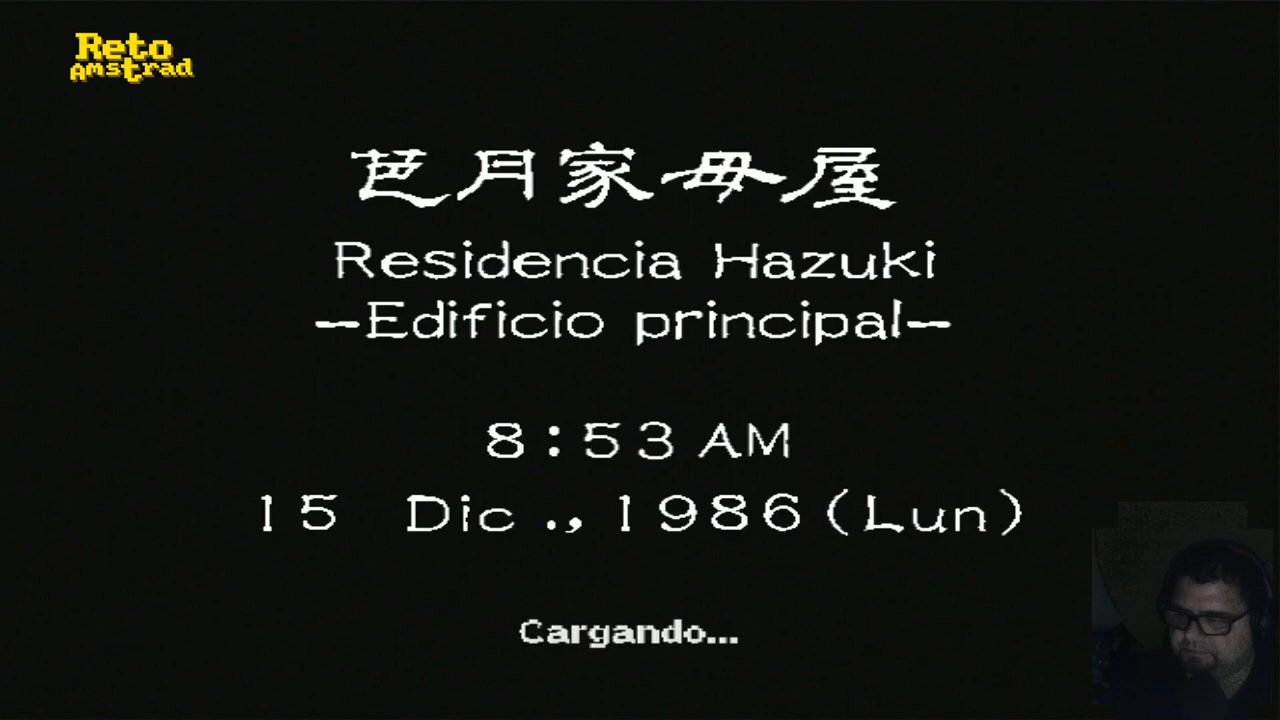 Reto
Amstrad
芭月家母屋
Residencia Hazuki
-Edificio principal-
8:53 AM
15 Dic ., 1986(Lun)
Cargando...